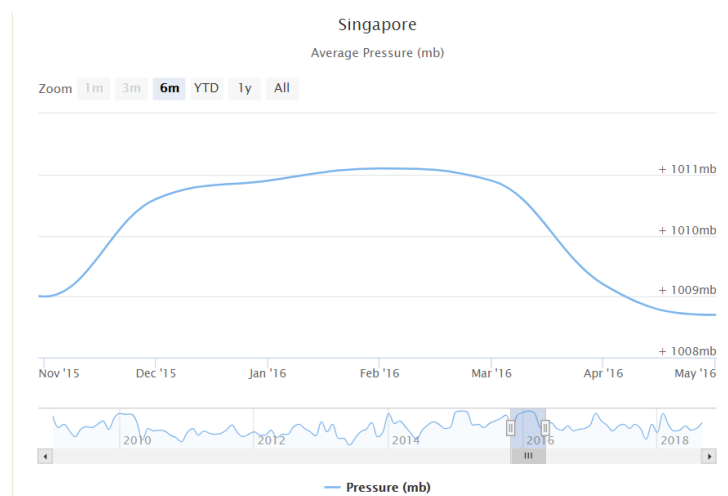 Singapore
Average Pressure (mb)
Zoom 1m 3m 6m YTD 1y All
+ 1011mb
+ 1010mb
+ 1009mb
+ 1008mb
Nov '15 Dec '15 Jan '16 Feb '16 Mar '16 Apr '16 May '16
2010 2012 2014 2016 2018
Pressure (mb)